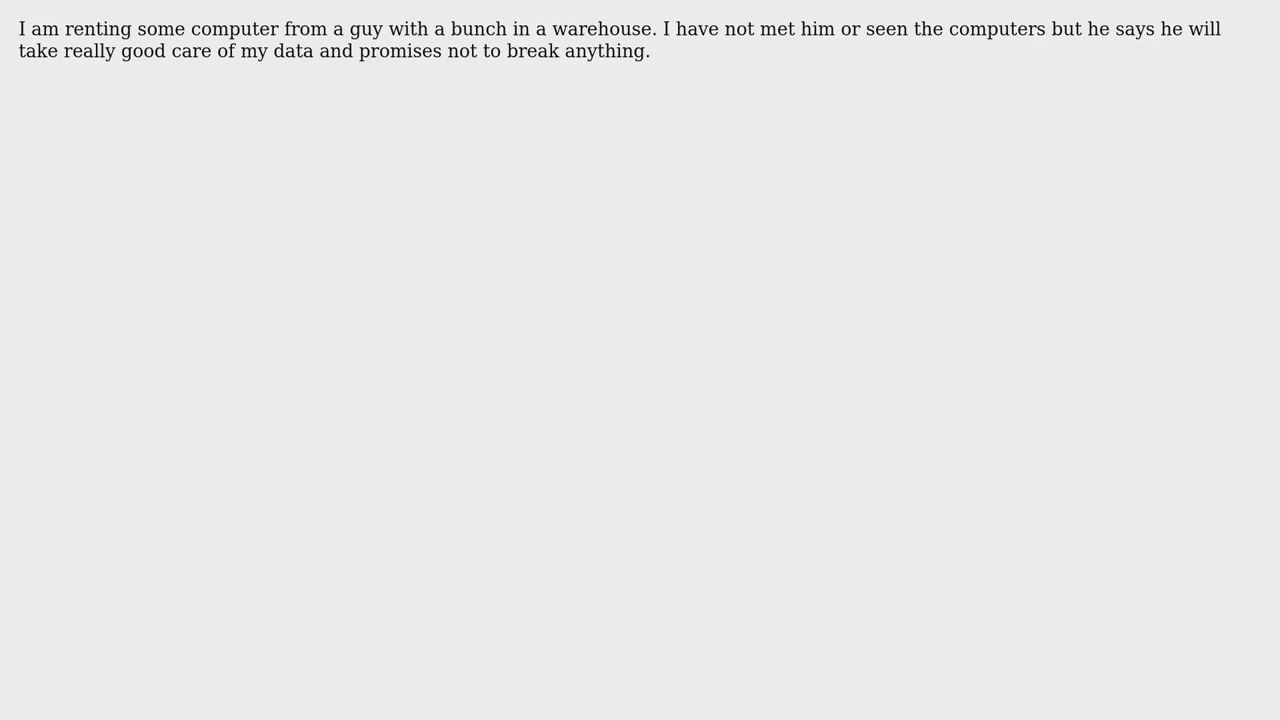 I am renting some computer from a guy with a bunch in a warehouse. I have not met him or seen the computers but he says he will
take really good care of my data and promises not to break anything.